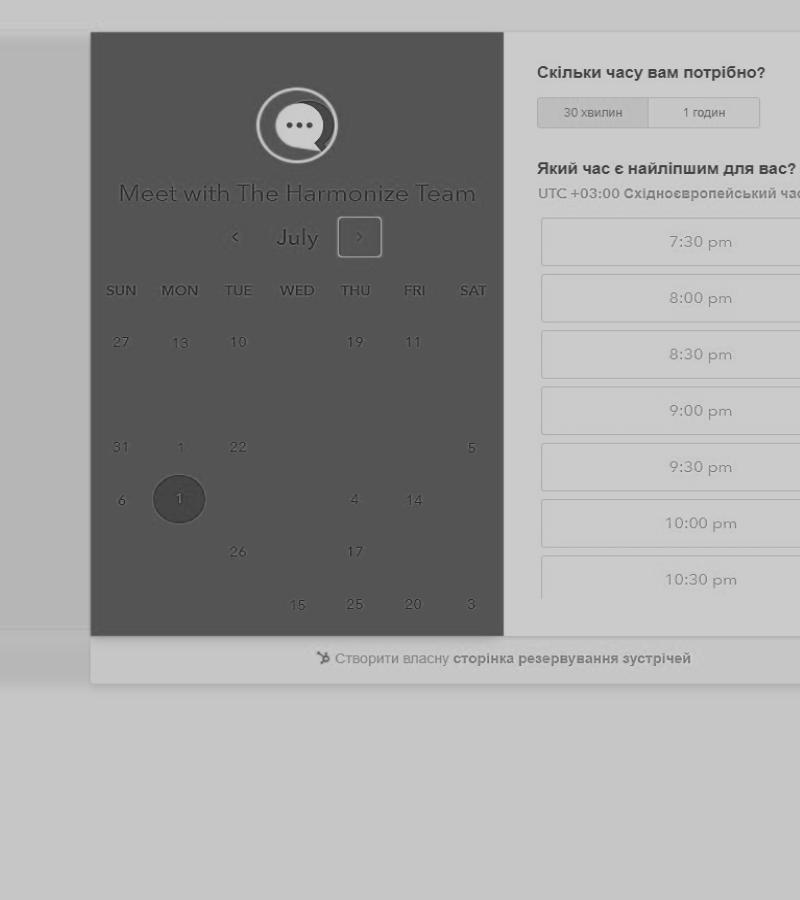 Meet with The Harmonize Team
July
SUN MON TUE WED THU FRI SAT
27 13 10 19 11
31 1 22 5
6 1 4 14
26 17
15 25 20 3
Скільки часу вам потрібно?
30 хвилин 1 годин
Який час є найліпшим для вас?
UTC +03:00 Східноєвропейський
7:30 pm
8:00 pm
8:30 pm
9:00 pm
9:30 pm
10:00 pm
10:30 pm
Створити власну сторінка резервування зустрічей